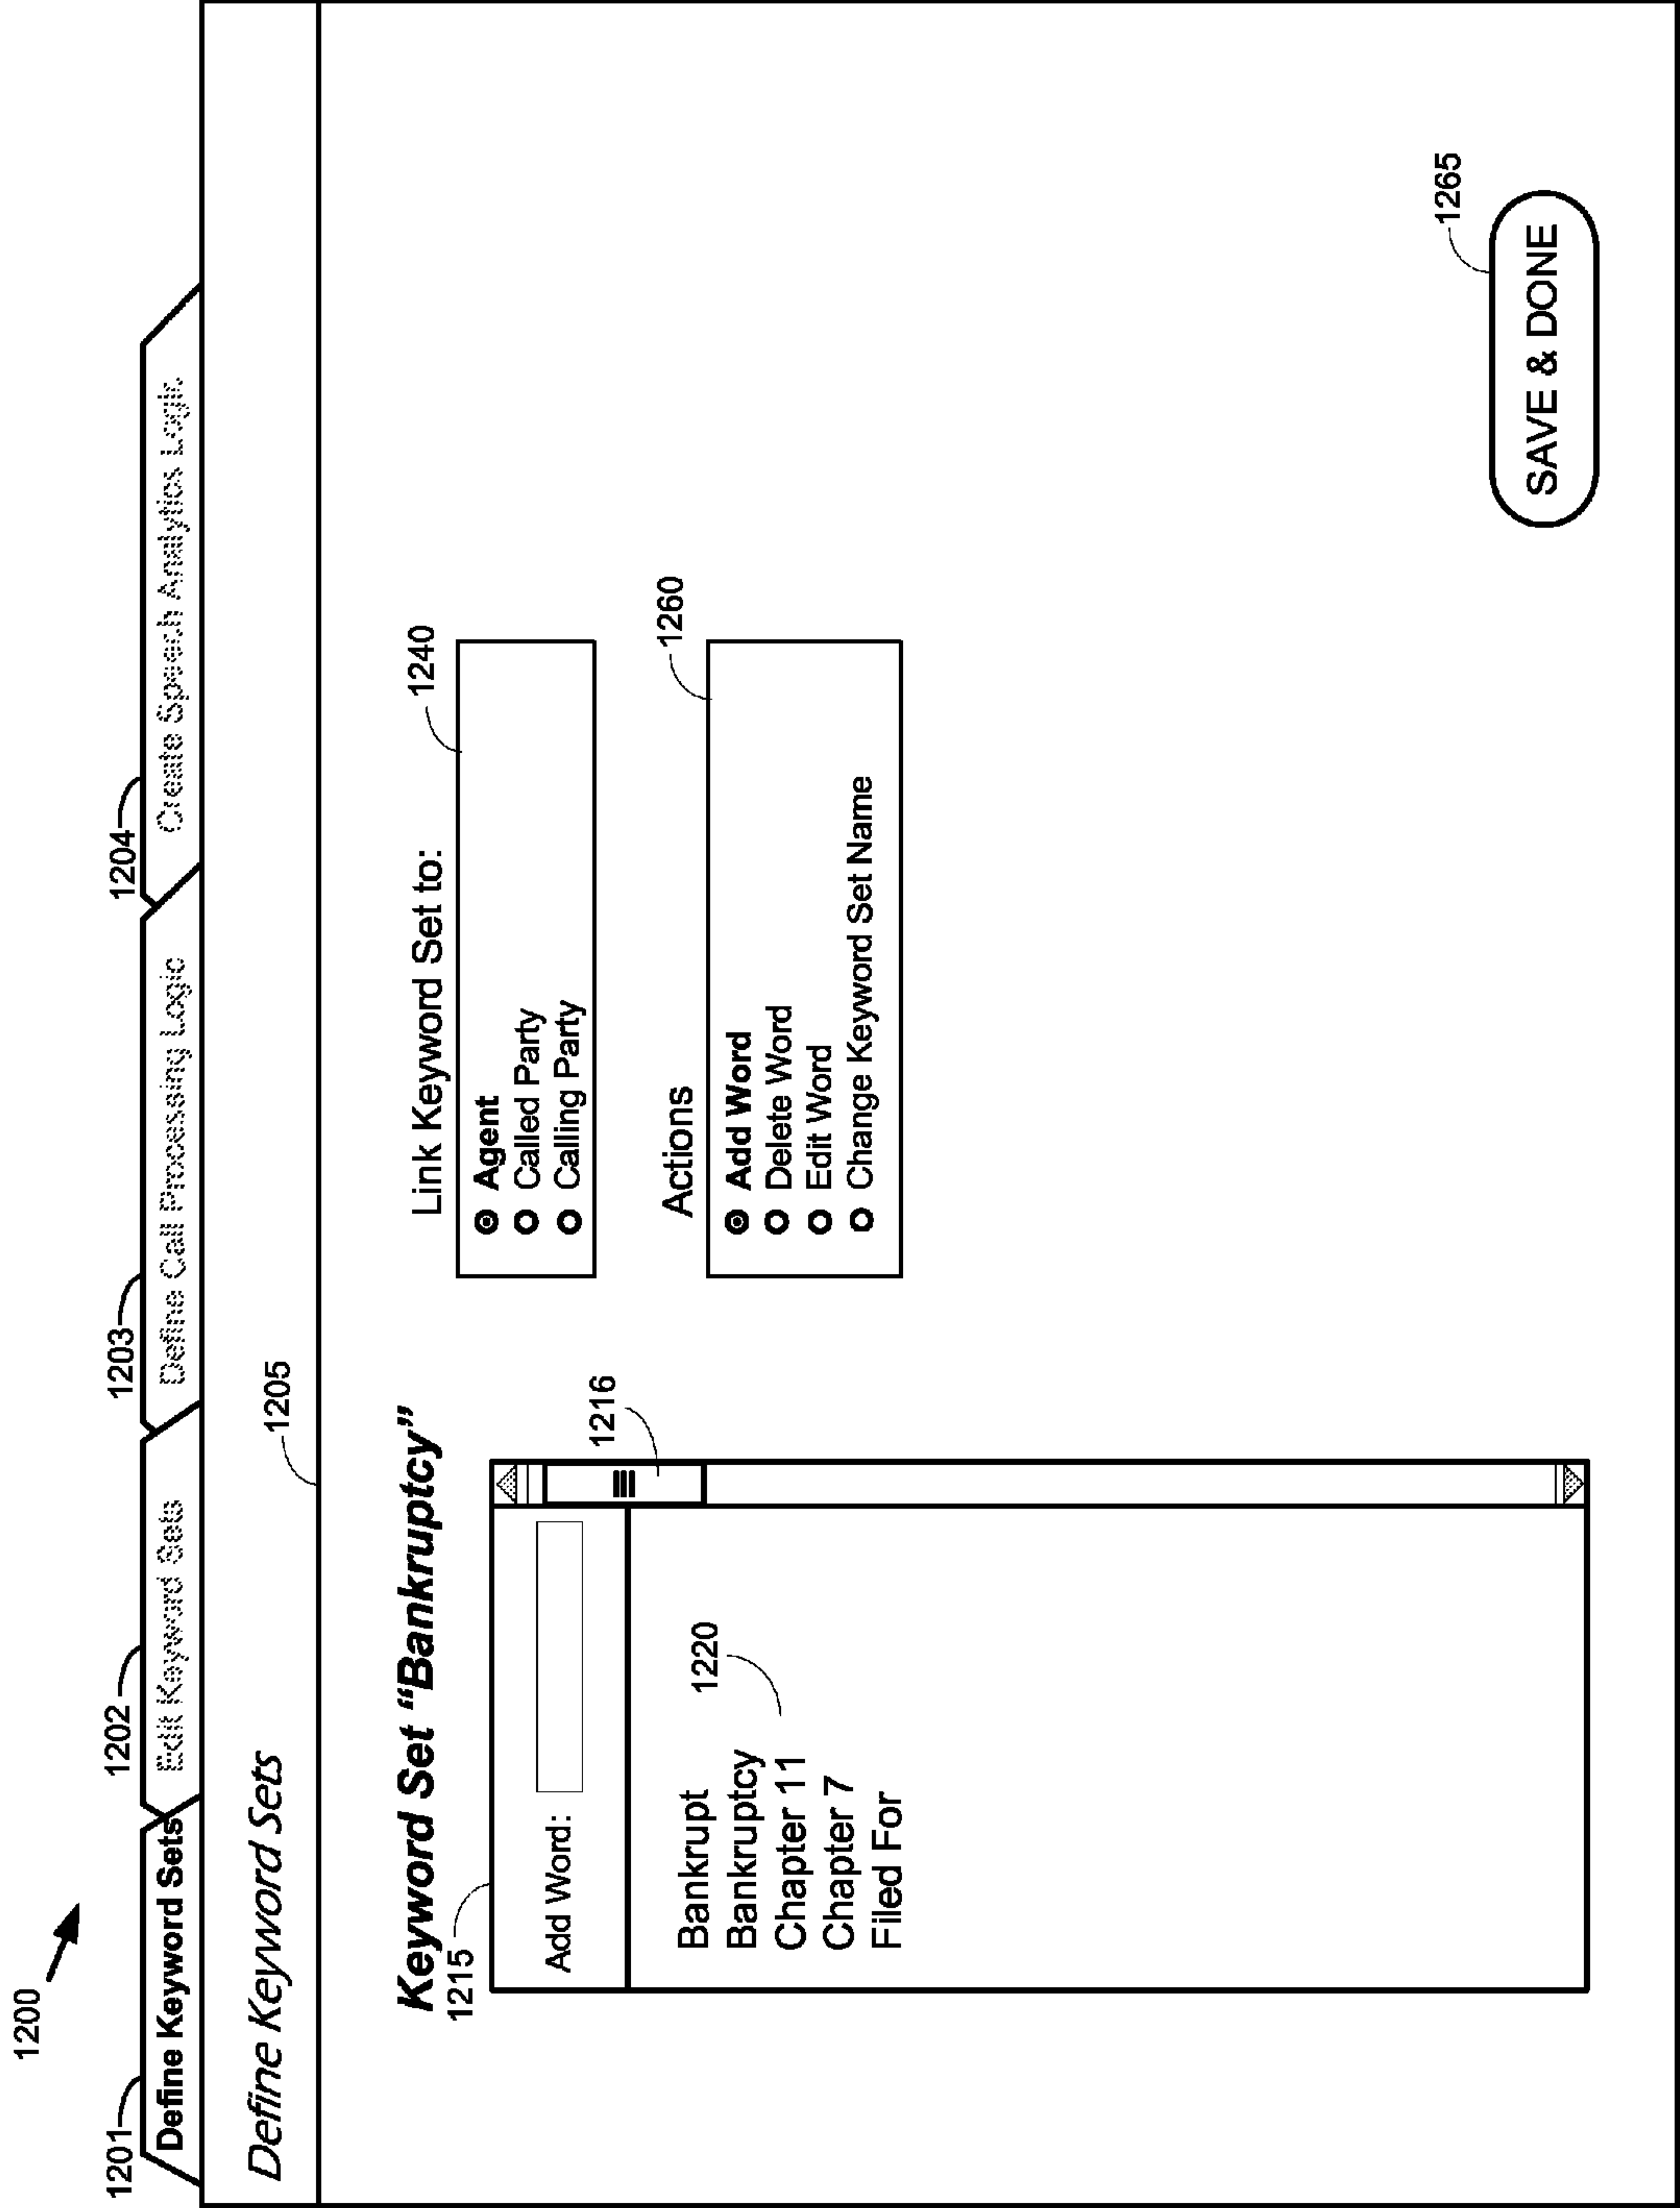 1200
1201
1202
1203
1204
Define Keyword Sets
Edit Keyword Sets
Define Call Processing Logic
Create Speech Analytics Logic.
Define Keyword Sets
1205
Keyword Set “Bankruptcy”
1215
Add Word:
1216
1220
Bankrupt
Bankruptcy
Chapter 11
Chapter 7
Filed For
Link Keyword Set to:
1240
Agent
Called Party
Calling Party
Actions
1260
Add Word
Delete Word
Edit Word
Change Keyword Set Name
1265
SAVE & DONE